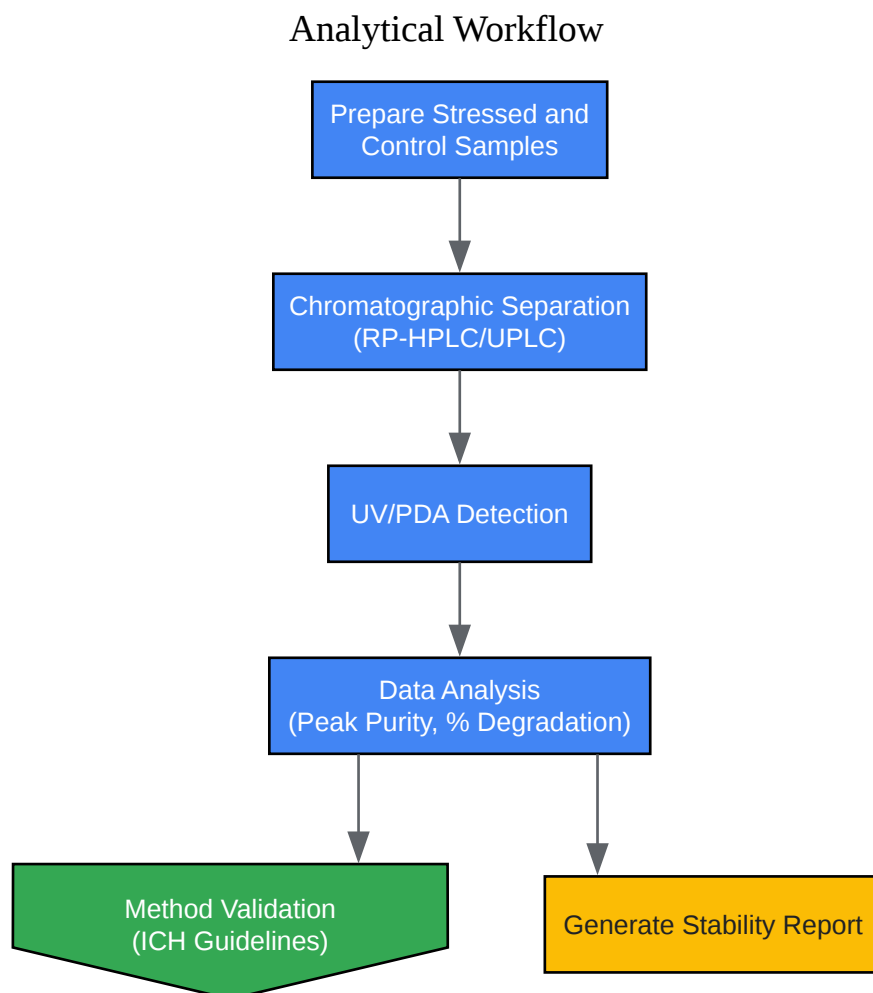 Analytical Workflow
Prepare Stressed and
Control Samples
Chromatographic Separation
(RP-HPLC/UPLC)
UV/PDA Detection
Data Analysis
(Peak Purity, % Degradation)
Method Validation
(ICH Guidelines)
Generate Stability Report